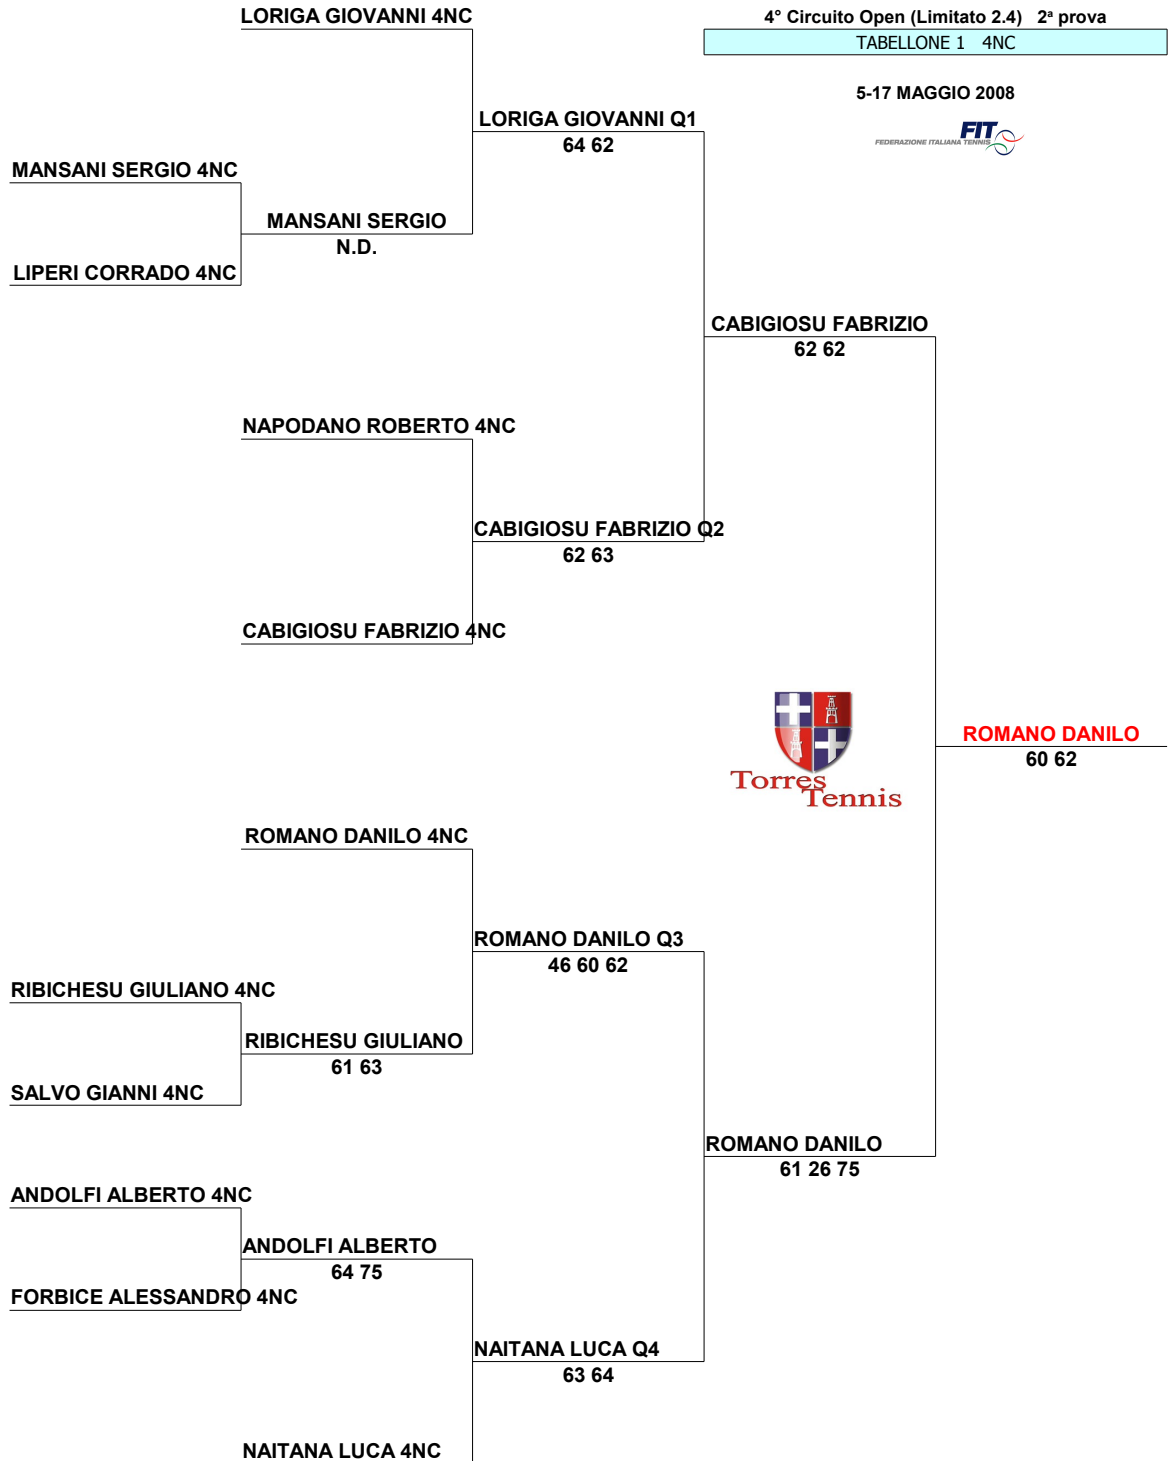 LORIGA GIOVANNI 4NC
4° Circuito Open (Limitato 2.4) 2ª prova
TABELLONE 1 4NC
5-17 MAGGIO 2008
FIT
FEDERAZIONE ITALIANA TENNIS
LORIGA GIOVANNI Q1
64 62
MANSANI SERGIO 4NC
MANSANI SERGIO
N.D.
LIPERI CORRADO 4NC
CABIGIOSU FABRIZIO
62 62
NAPODANO ROBERTO 4NC
CABIGIOSU FABRIZIO Q2
62 63
CABIGIOSU FABRIZIO 4NC
Torres
Tennis
ROMANO DANILO
60 62
ROMANO DANILO 4NC
ROMANO DANILO Q3
46 60 62
RIBICHESU GIULIANO 4NC
RIBICHESU GIULIANO
61 63
SALVO GIANNI 4NC
ROMANO DANILO
61 26 75
ANDOLFI ALBERTO 4NC
ANDOLFI ALBERTO
64 75
FORBICE ALESSANDRO 4NC
NAITANA LUCA Q4
63 64
NAITANA LUCA 4NC